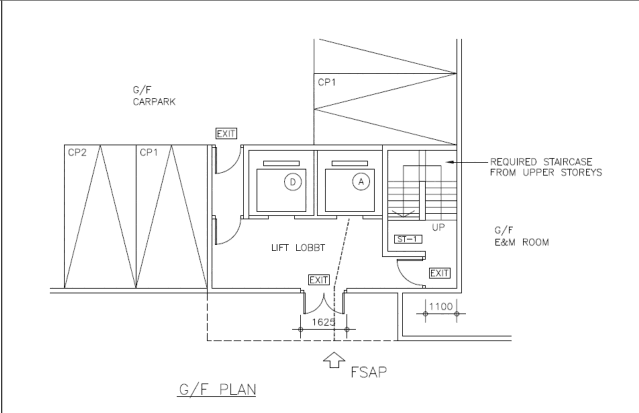 CP1
G/F
CARPARK
EXIT
CP2
CP1
D
A
REQUIRED STAIRCASE
FROM UPPER STOREYS
UP
G/F
E&M ROOM
ST-1
LIFT LOBBT
EXIT
EXIT
1100
1625
FSAP
G/F PLAN